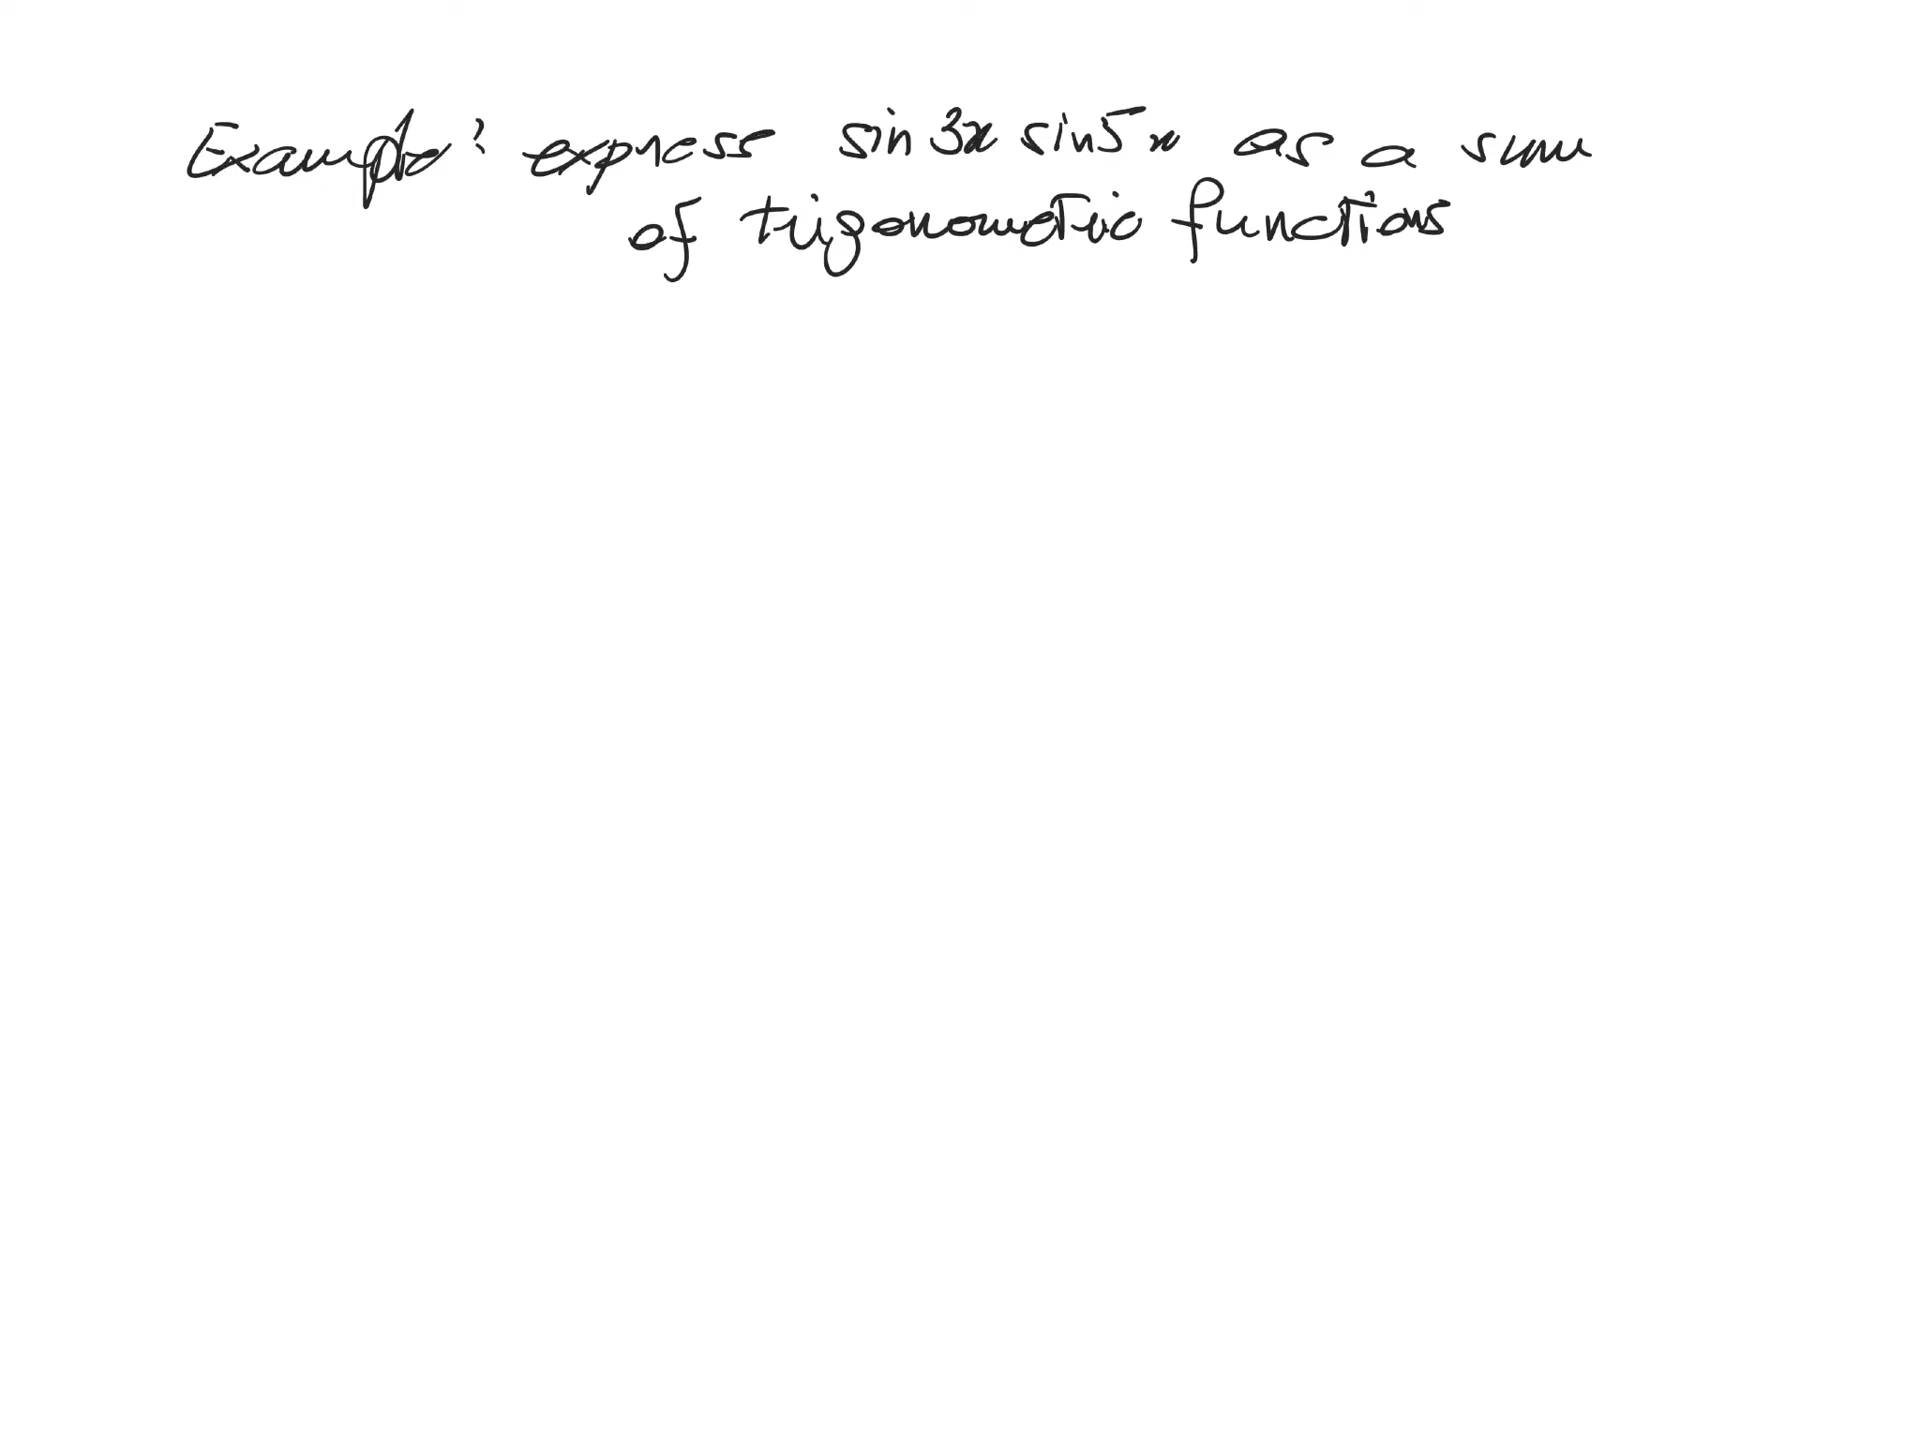 Example: express sin 3x sin 5x as a sum
of trigonometric functions